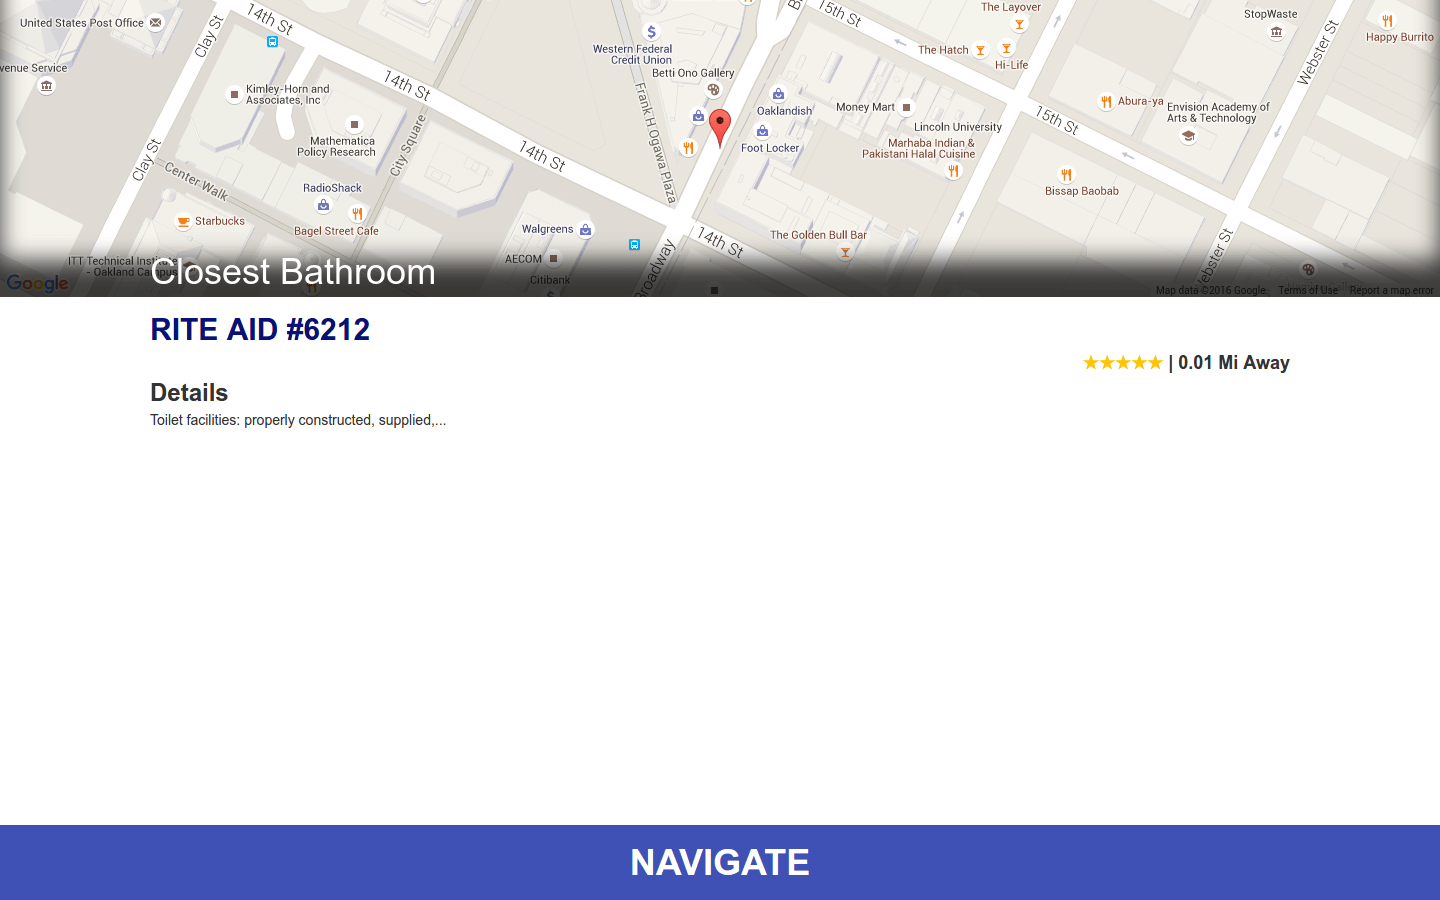 United States Post Office
Clay St
14th St
venue Service
Kimley-Horn and
Associates, Inc
14th St
Mathematica
Policy Research
City Square
Clay St
Center Walk
RadioShack
Starbucks
Bagel Street Cafe
14th St
Western Federal
Credit Union
Betti Ono Gallery
Frank H Ogawa Plaza
Oaklandish
Foot Locker
Walgreens
AECOM
Citibank
Broadway
14th St
The Golden Bull Bar
15th St
The Layover
The Hatch
Hi-Life
Money Mart
Lincoln University
Marhaba Indian &
Pakistani Halal Cuisine
15th St
Abura-ya
Envision Academy of
Arts & Technology
Bissap Baobab
StopWaste
Webster St
Happy Burrito
Webster St
ITT Technical Institute
- Oakland Campus
Google
Closest Bathroom
Map data ©2016 Google
Terms of Use
Report a map error
RITE AID #6212
★★★★★ | 0.01 Mi Away
Details
Toilet facilities: properly constructed, supplied,...
NAVIGATE